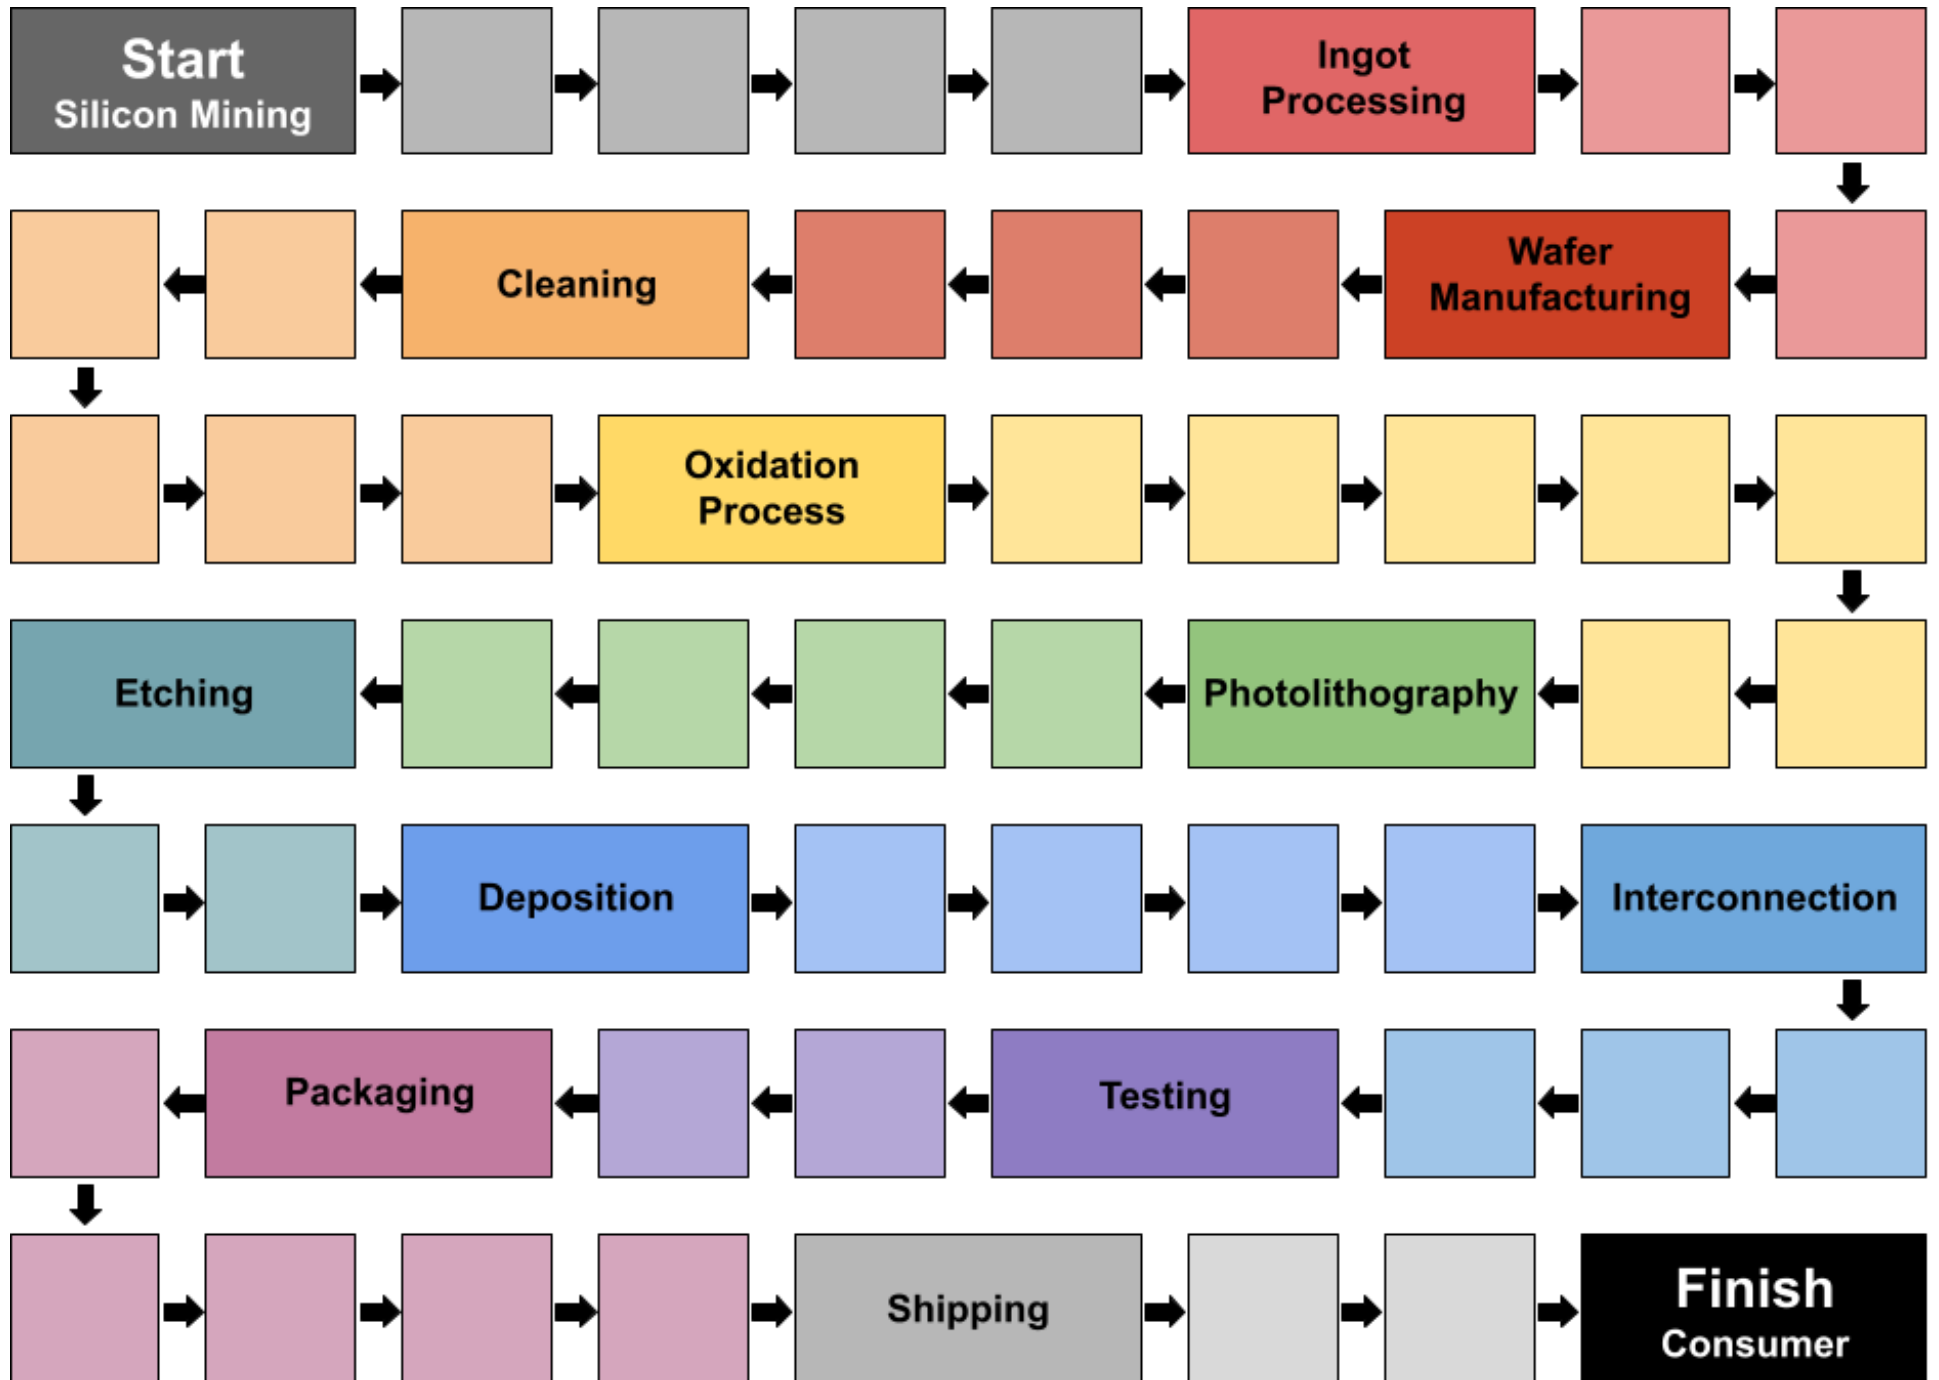 Start
Silicon Mining
Ingot
Processing
Wafer
Manufacturing
Cleaning
Oxidation
Process
Photolithography
Etching
Deposition
Interconnection
Testing
Packaging
Shipping
Finish
Consumer